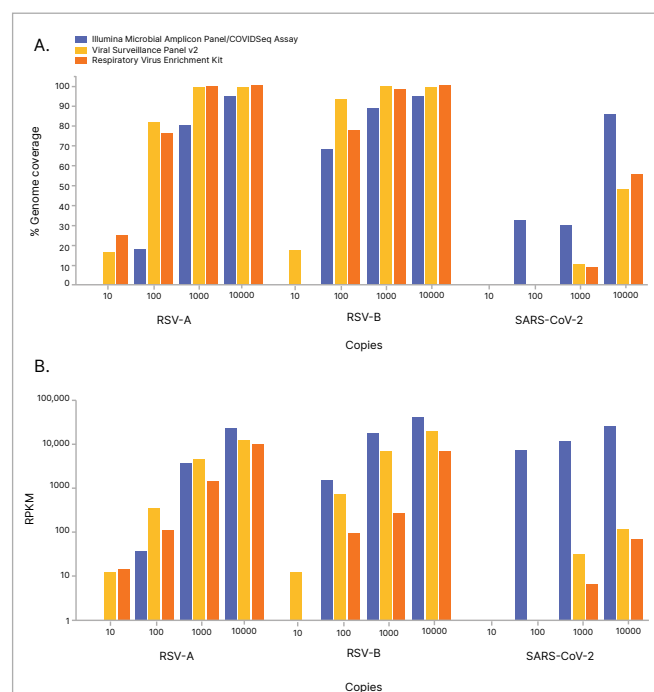 A.
Illumina Microbial Amplicon Panel/COVIDSeq Assay
Viral Surveillance Panel v2
Respiratory Virus Enrichment Kit
% Genome coverage
100
90
80
70
60
50
40
30
20
10
0
10 100 1000 10000 10 100 1000 10000 10 100 1000 10000
RSV-A RSV-B SARS-CoV-2
Copies
B.
RPKM
100,000
10,000
1000
100
10
1
10 100 1000 10000 10 100 1000 10000 10 100 1000 10000
RSV-A RSV-B SARS-CoV-2
Copies